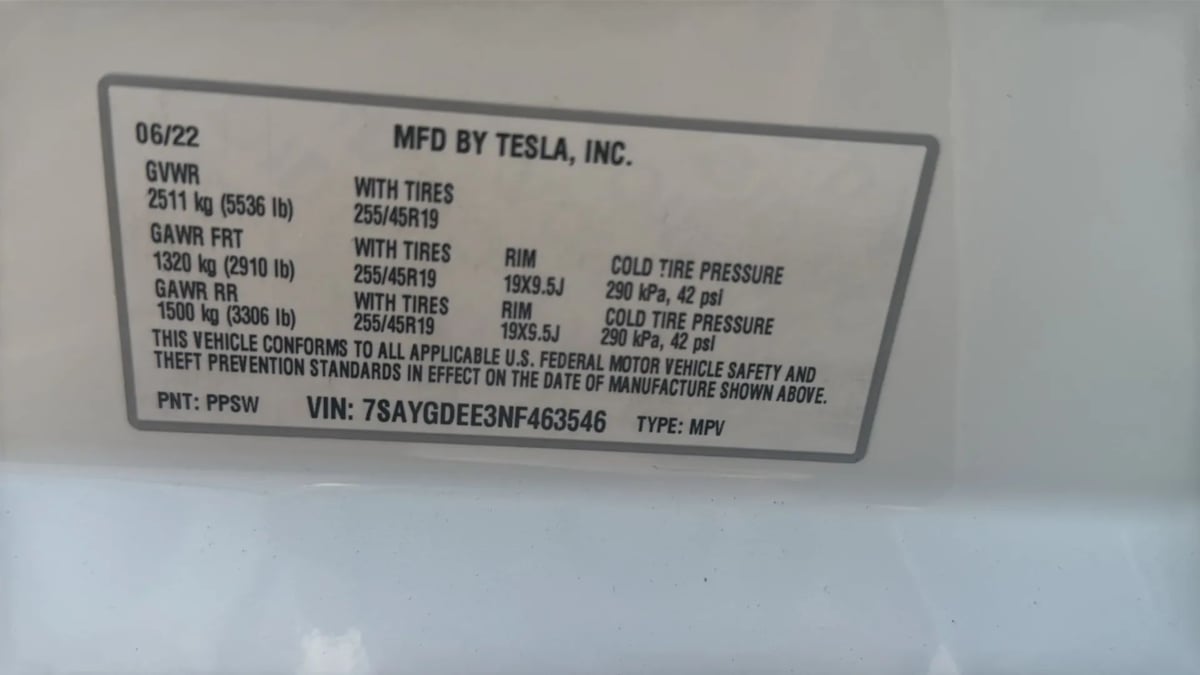 06/22 MFD BY TESLA, INC.
GVWR WITH TIRES
2511 kg (5536 lb) 255/45R19
GAWR FRT WITH TIRES RIM COLD TIRE PRESSURE
1320 kg (2910 lb) 255/45R19 19X9.5J 290 kPa, 42 psi
GAWR RR WITH TIRES RIM COLD TIRE PRESSURE
1500 kg (3306 lb) 255/45R19 19X9.5J 290 kPa, 42 psi
THIS VEHICLE CONFORMS TO ALL APPLICABLE U.S. FEDERAL MOTOR VEHICLE SAFETY AND
THEFT PREVENTION STANDARDS IN EFFECT ON THE DATE OF MANUFACTURE SHOWN ABOVE.
PNT: PPSW VIN: 7SAYGDEE3NF463546 TYPE: MPV